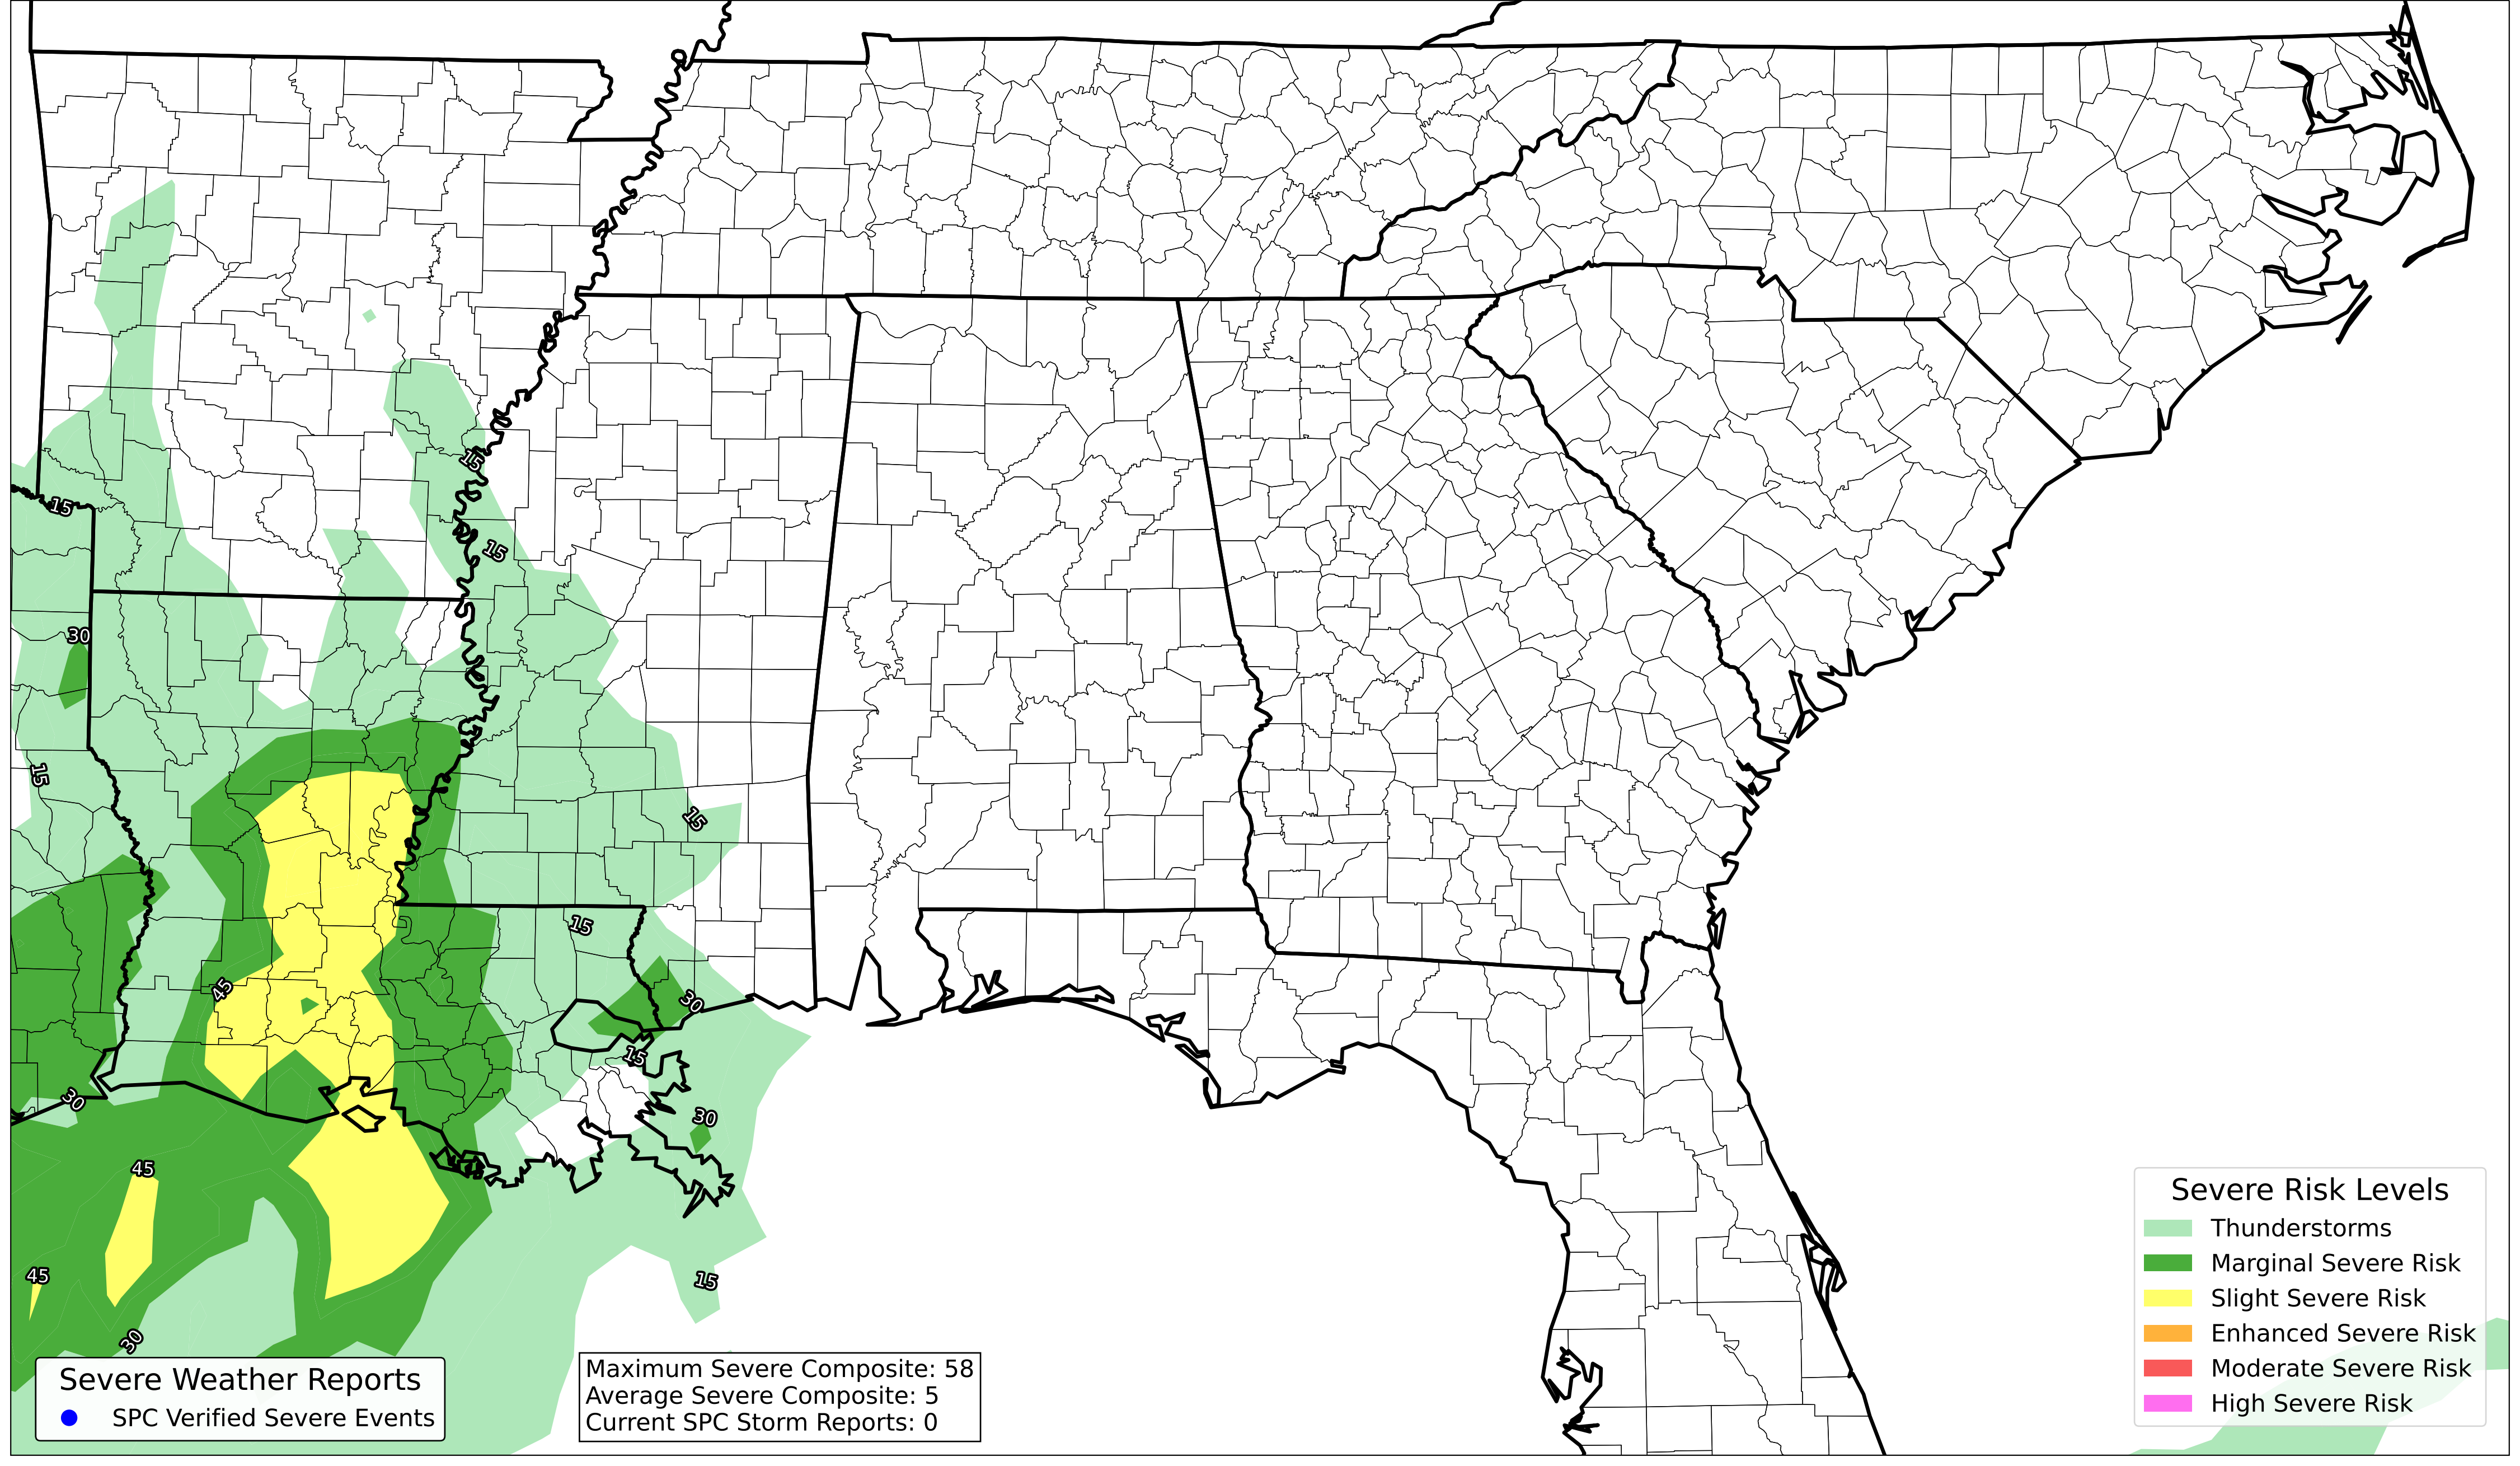 15
15
15
30
15
15
15
45
30
15
30
30
45
45
15
30
Severe Risk Levels
Thunderstorms
Marginal Severe Risk
Slight Severe Risk
Enhanced Severe Risk
Moderate Severe Risk
High Severe Risk
Severe Weather Reports
SPC Verified Severe Events
Maximum Severe Composite: 58
Average Severe Composite: 5
Current SPC Storm Reports: 0